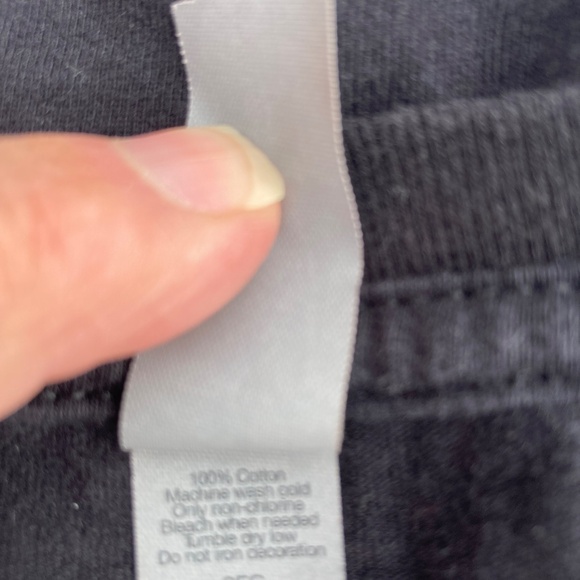 100% Cotton
Machine wash cold
Only non-chlorine
Bleach when needed
Tumble dry low
Do not iron decoration